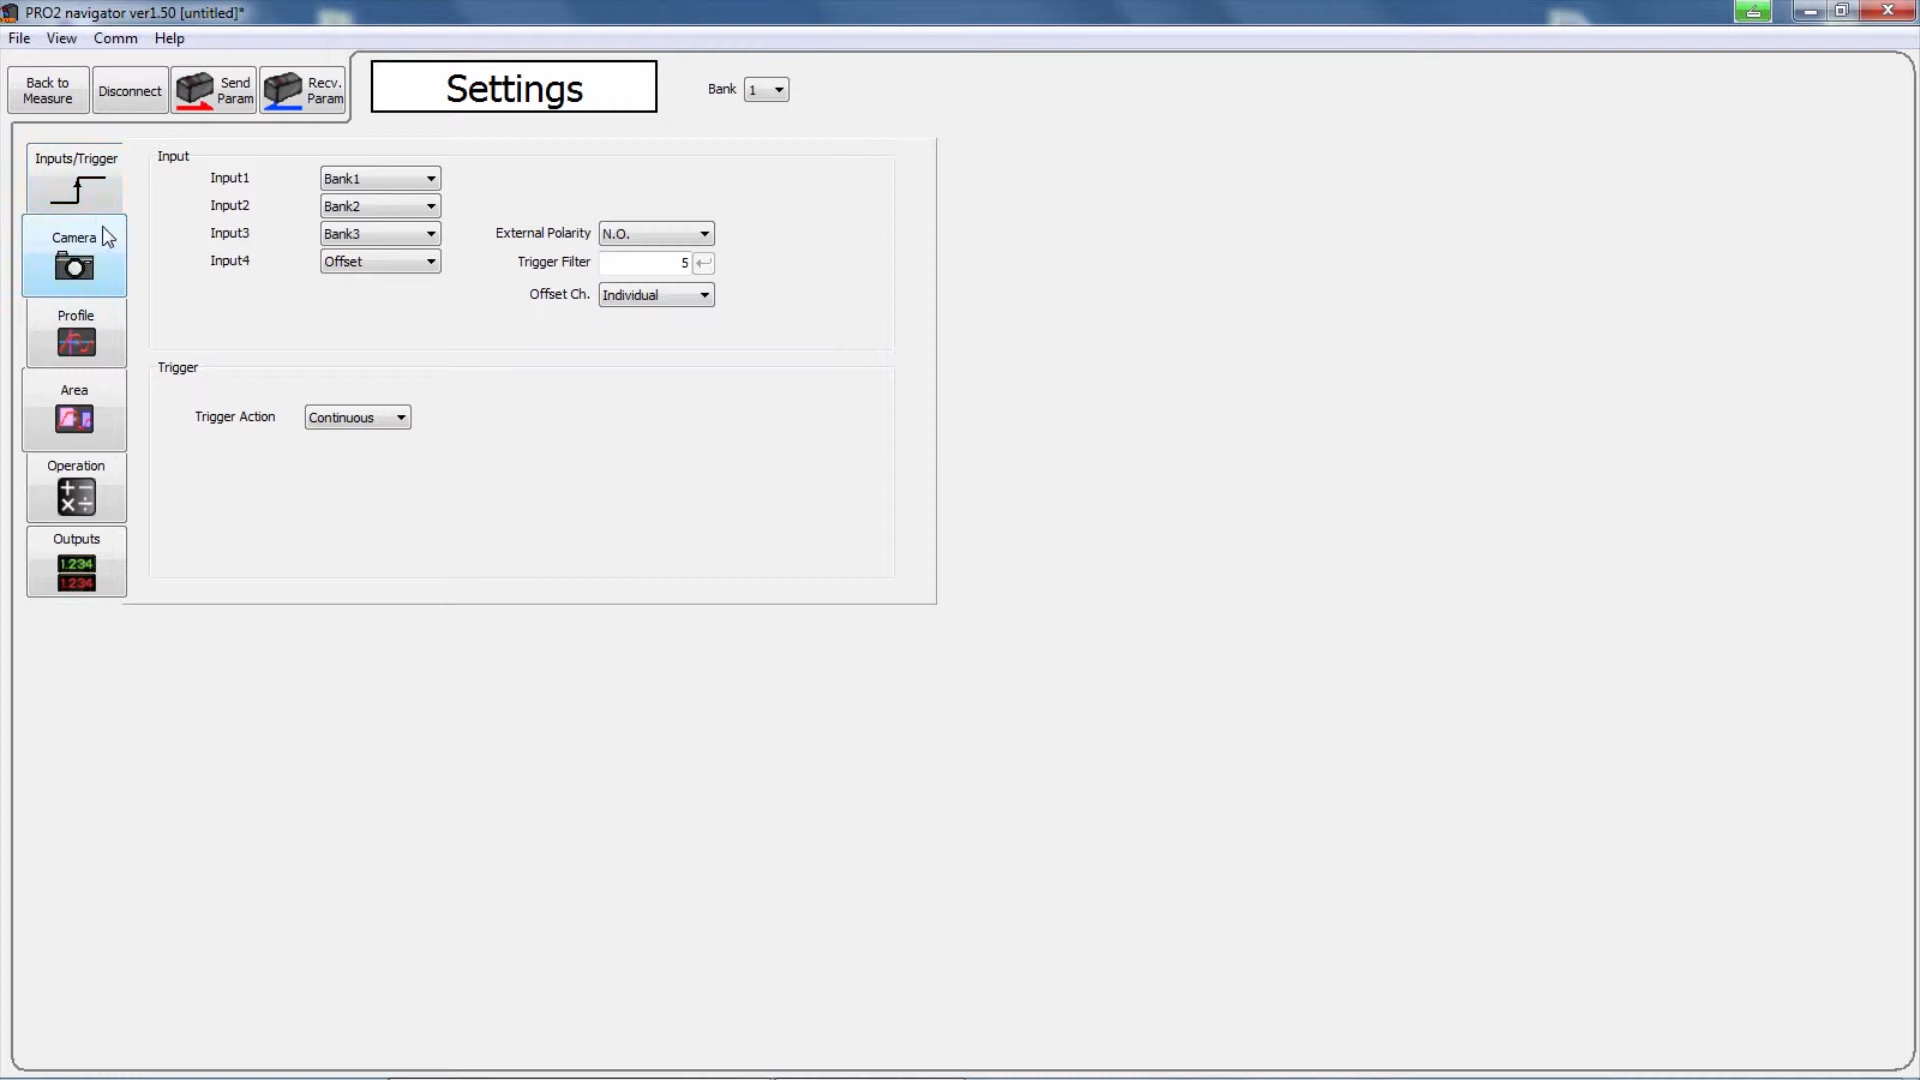 PRO2 navigator ver1.50 [untitled]*
File View Comm Help
Back to Measure
Disconnect
Send Param
Recv. Param
Settings
Bank 1
Inputs/Trigger
Camera
Profile
Area
Operation
Outputs
1.234
1.234
Input
Input1 Bank1
Input2 Bank2
Input3 Bank3
Input4 Offset
External Polarity N.O.
Trigger Filter 5
Offset Ch. Individual
Trigger
Trigger Action Continuous